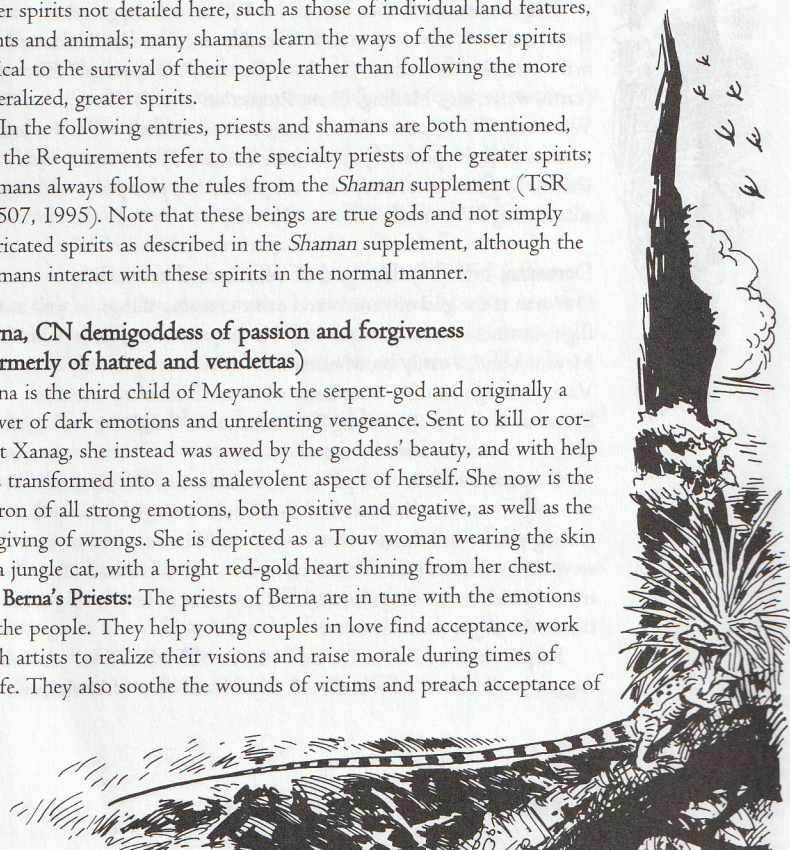 er spirits not detailed here, such as those of individual land features,
nts and animals; many shamans learn the ways of the lesser spirits
ical to the survival of their people rather than following the more
eralized, greater spirits.
In the following entries, priests and shamans are both mentioned,
the Requirements refer to the specialty priests of the greater spirits;
mans always follow the rules from the Shaman supplement (TSR
507, 1995). Note that these beings are true gods and not simply
ricated spirits as described in the Shaman supplement, although the
mans interact with these spirits in the normal manner.
rna, CN demigoddess of passion and forgiveness
ormerly of hatred and vendettas)
na is the third child of Meyanok the serpent-god and originally a
ver of dark emotions and unrelenting vengeance. Sent to kill or cor-
t Xanag, she instead was awed by the goddess' beauty, and with help
s transformed into a less malevolent aspect of herself. She now is the
ron of all strong emotions, both positive and negative, as well as the
giving of wrongs. She is depicted as a Touv woman wearing the skin
a jungle cat, with a bright red-gold heart shining from her chest.
Berna's Priests: The priests of Berna are in tune with the emotions
the people. They help young couples in love find acceptance, work
h artists to realize their visions and raise morale during times of
fe. They also soothe the wounds of victims and preach acceptance of